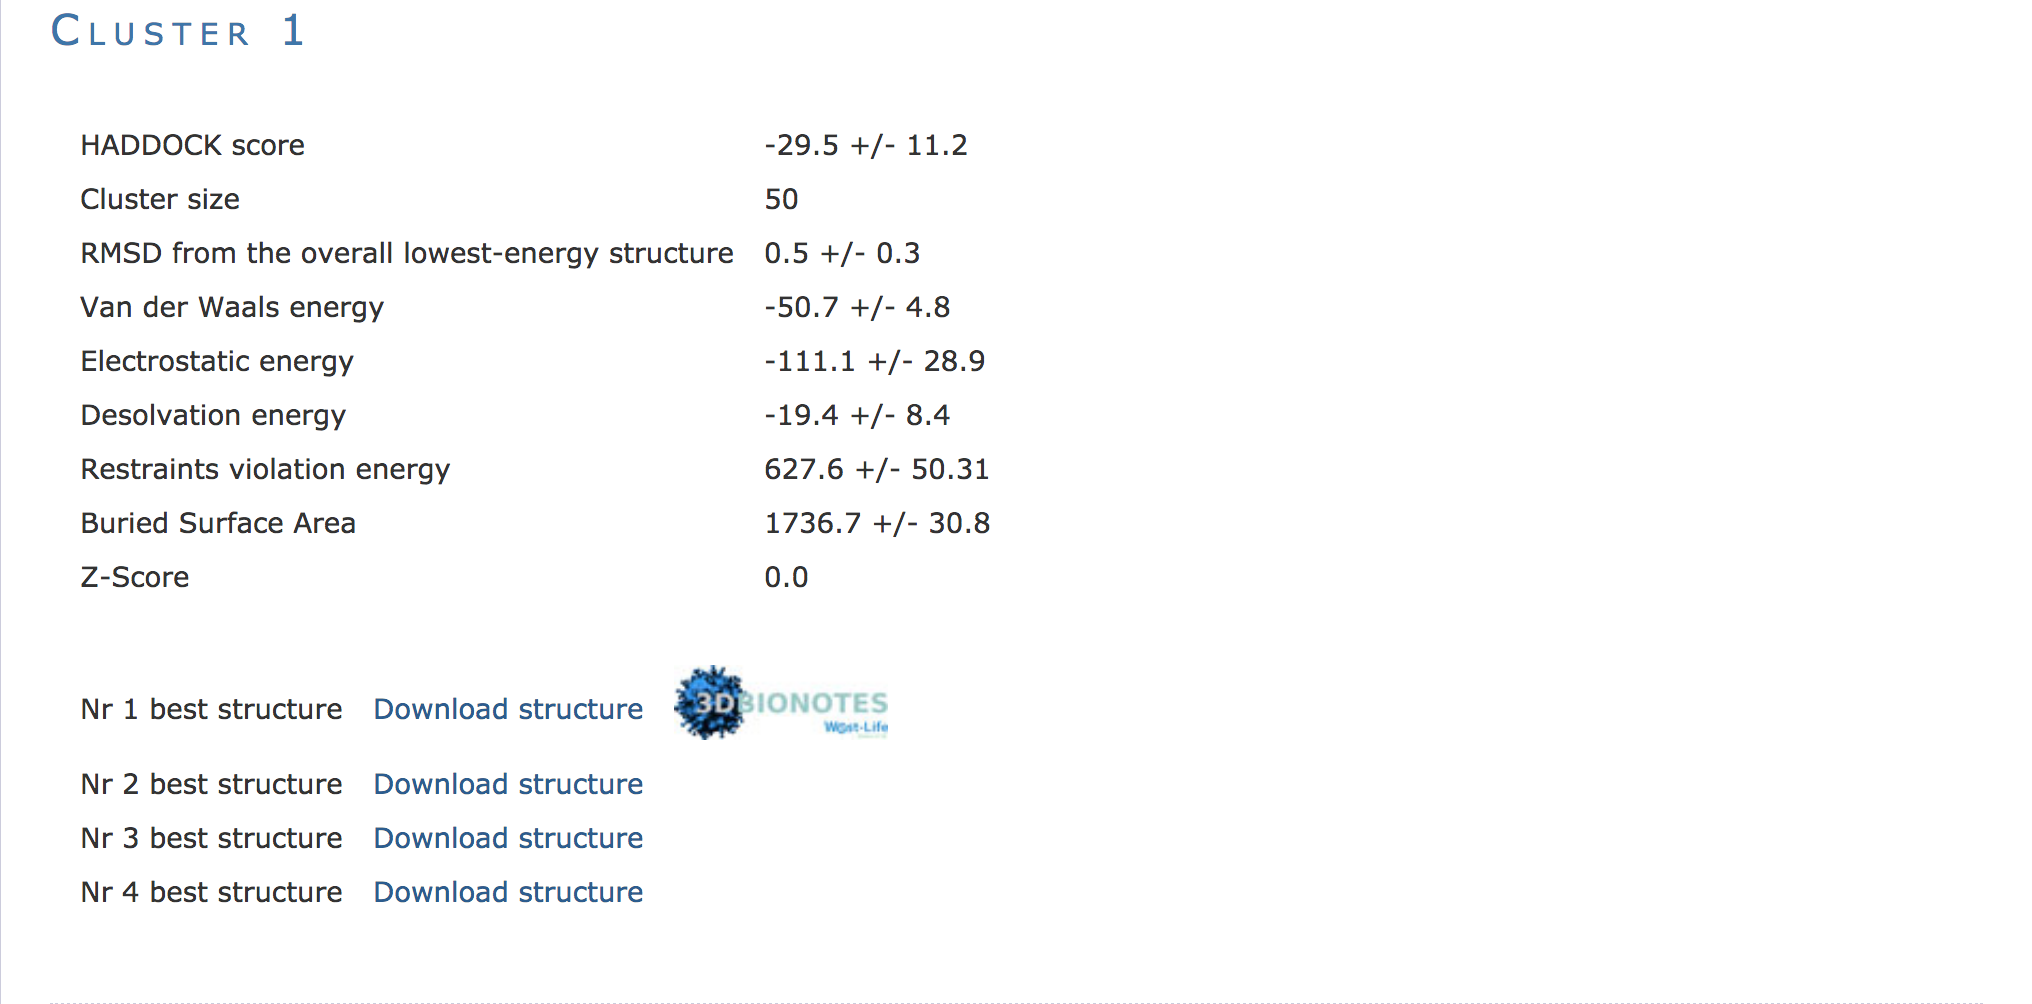 CLUSTER 1
HADDOCK score -29.5 +/- 11.2
Cluster size 50
RMSD from the overall lowest-energy structure 0.5 +/- 0.3
Van der Waals energy -50.7 +/- 4.8
Electrostatic energy -111.1 +/- 28.9
Desolvation energy -19.4 +/- 8.4
Restraints violation energy 627.6 +/- 50.31
Buried Surface Area 1736.7 +/- 30.8
Z-Score 0.0
Nr 1 best structure Download structure 3DBIONOTES
West-Life
Nr 2 best structure Download structure
Nr 3 best structure Download structure
Nr 4 best structure Download structure